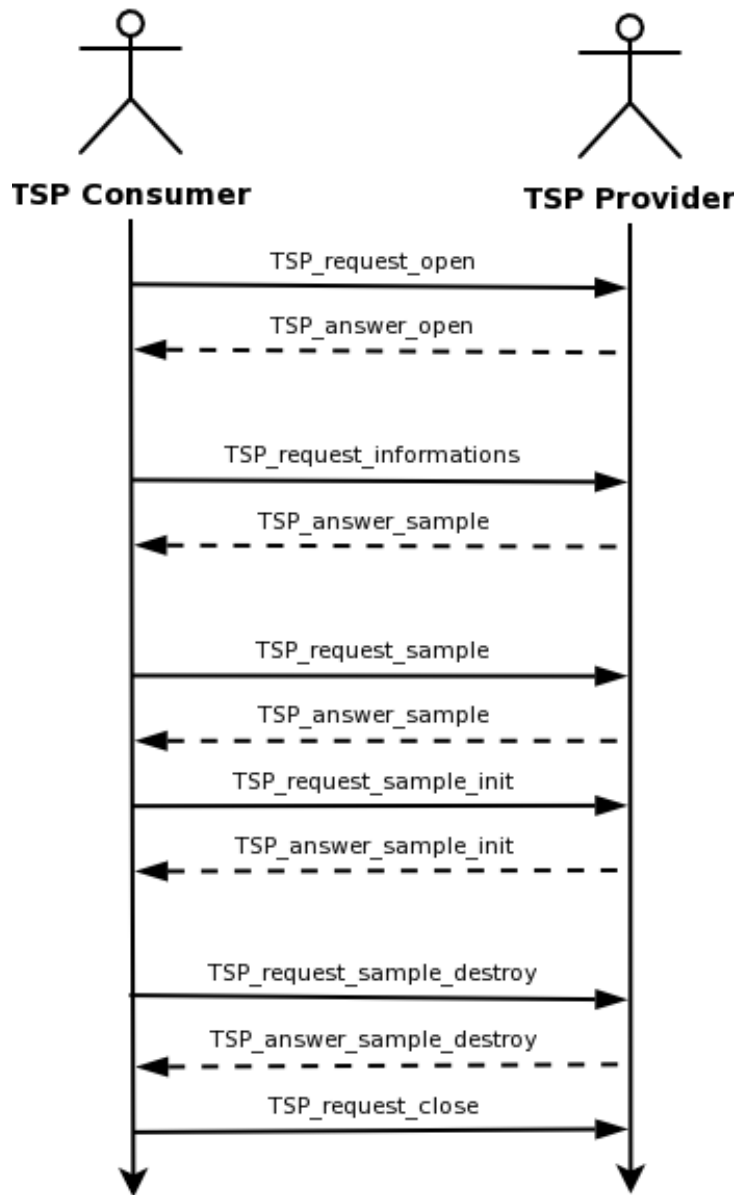 TSP Consumer
TSP Provider
TSP_request_open
TSP_answer_open
TSP_request_informations
TSP_answer_sample
TSP_request_sample
TSP_answer_sample
TSP_request_sample_init
TSP_answer_sample_init
TSP_request_sample_destroy
TSP_answer_sample_destroy
TSP_request_close